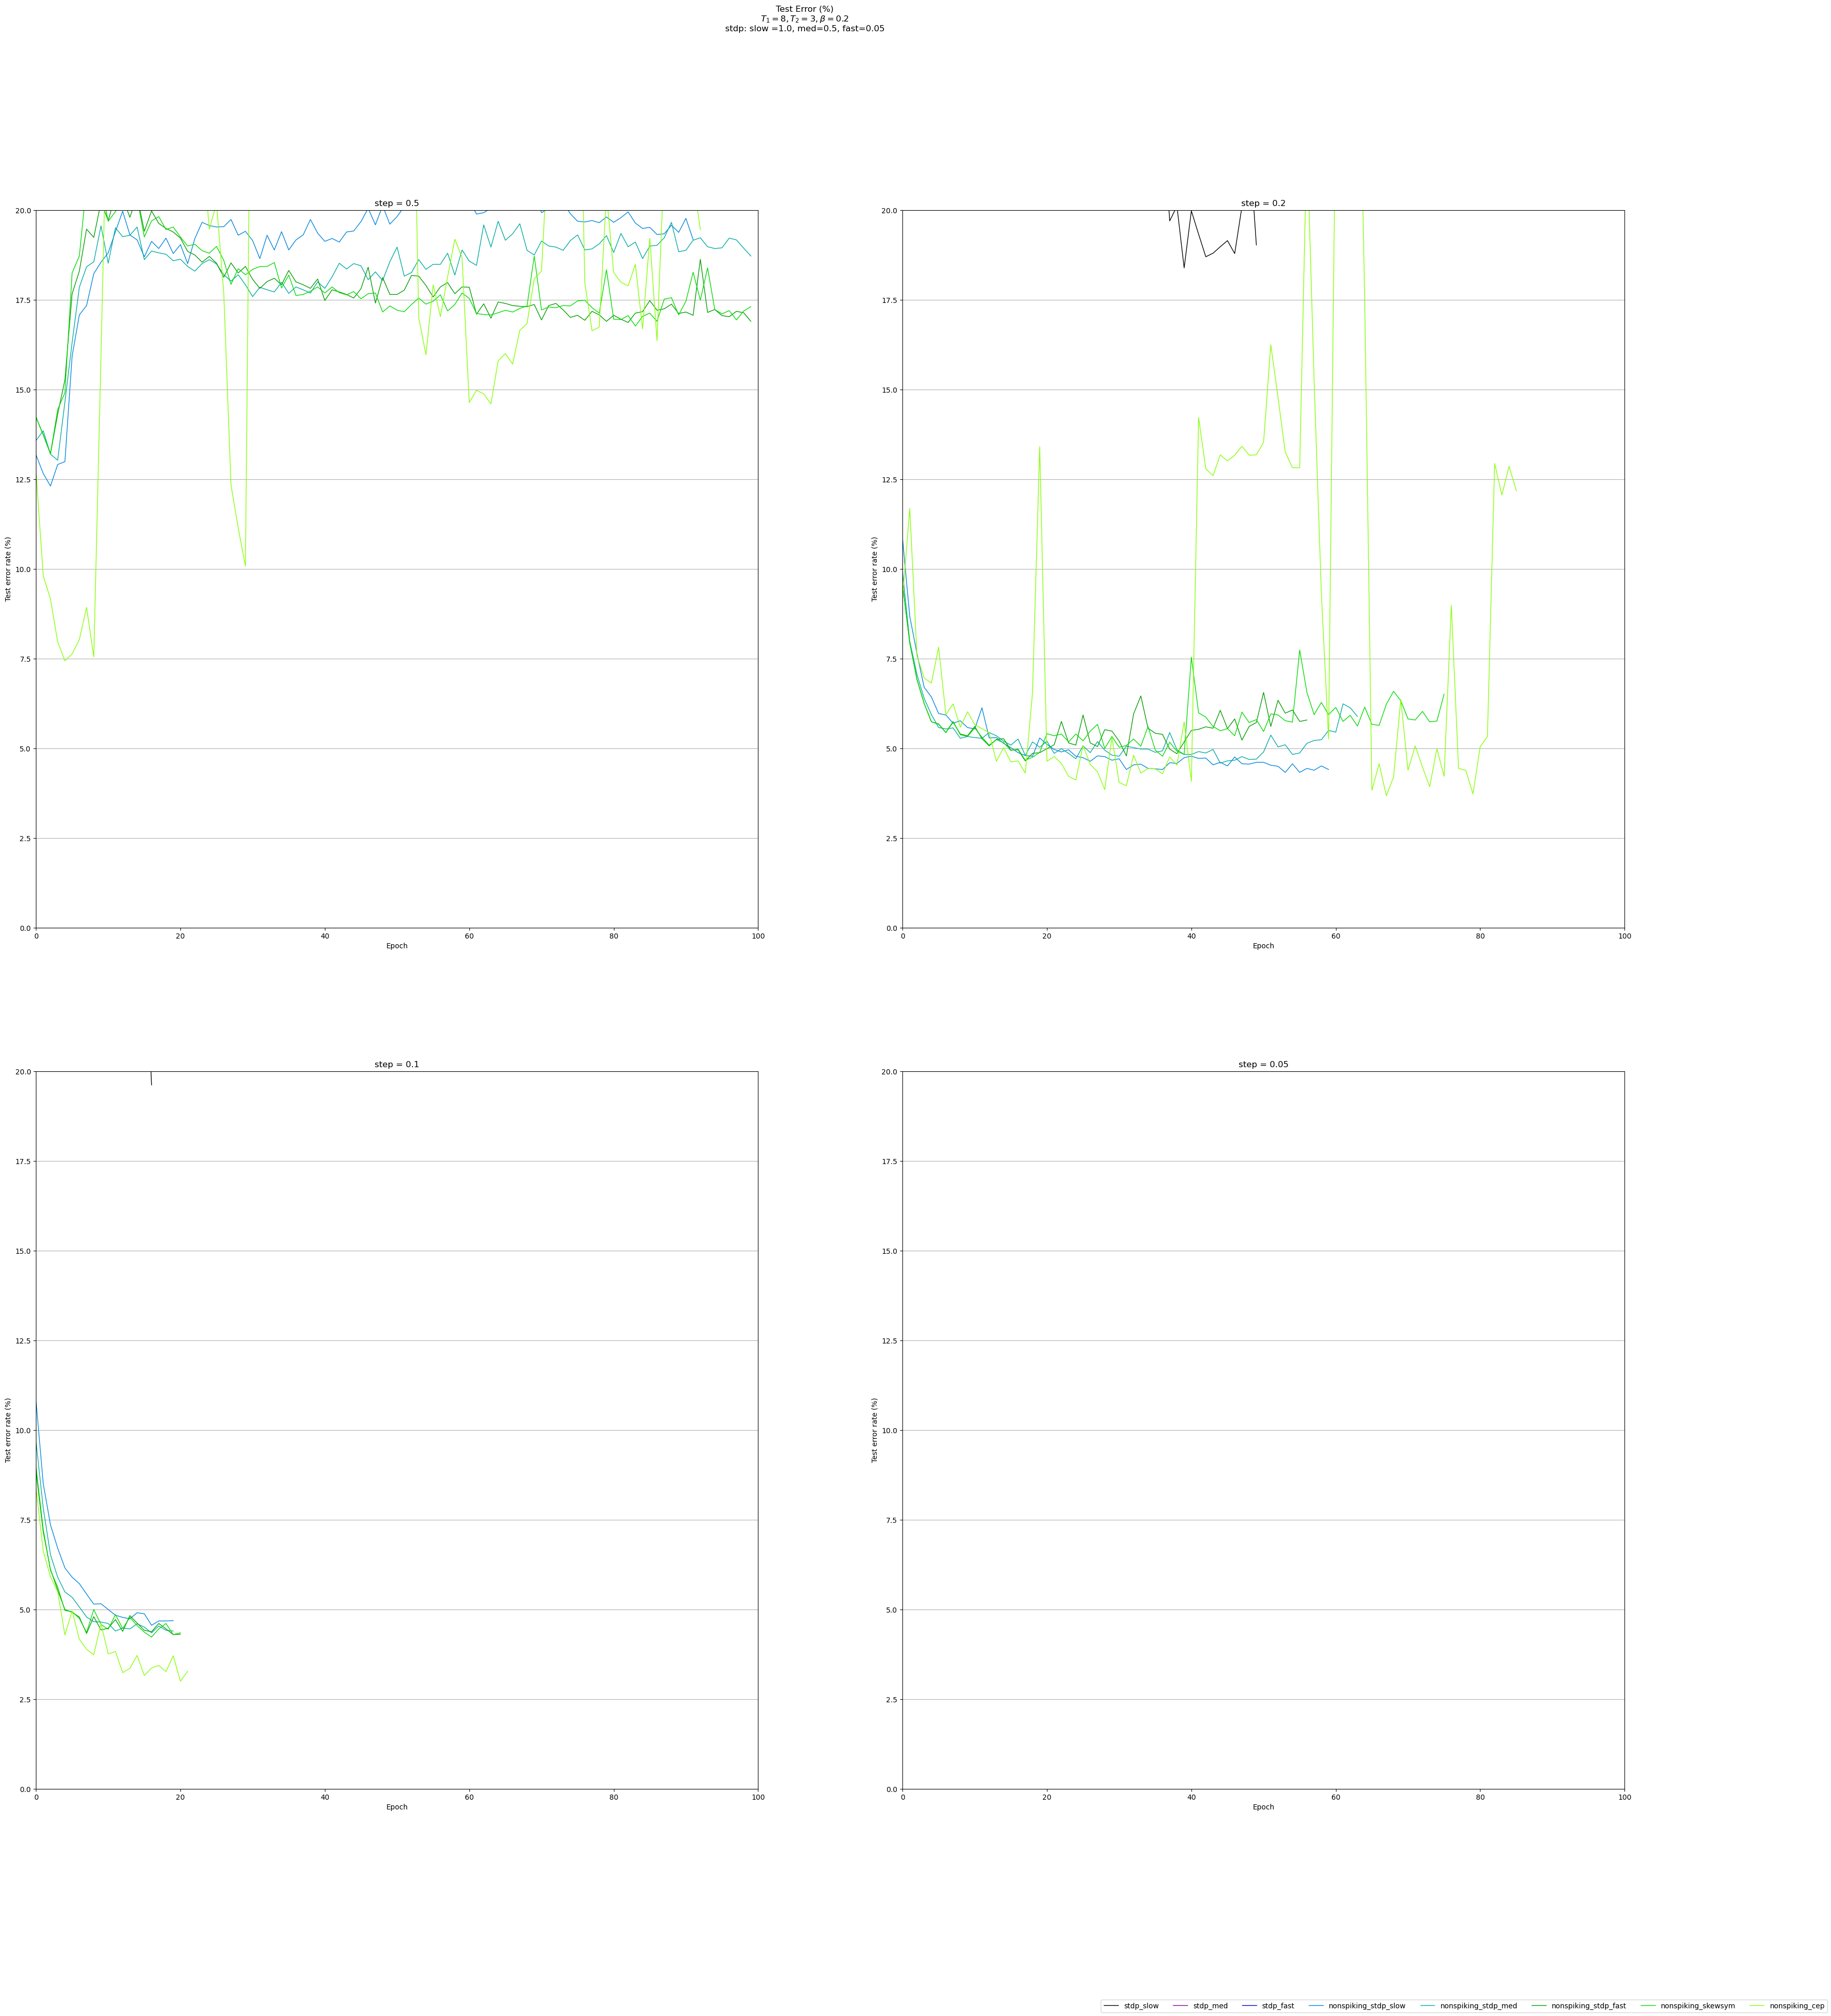 Test Error (%)
T₁ = 8, T₂ = 3, β = 0.2
stdp: slow =1.0, med=0.5, fast=0.05
step = 0.5
20.0
17.5
15.0
12.5
10.0
7.5
5.0
2.5
0.0
Test error rate (%)
0 20 40 60 80 100
Epoch
step = 0.2
20.0
17.5
15.0
12.5
10.0
7.5
5.0
2.5
0.0
Test error rate (%)
0 20 40 60 80 100
Epoch
step = 0.1
20.0
17.5
15.0
12.5
10.0
7.5
5.0
2.5
0.0
Test error rate (%)
0 20 40 60 80 100
Epoch
step = 0.05
20.0
17.5
15.0
12.5
10.0
7.5
5.0
2.5
0.0
Test error rate (%)
0 20 40 60 80 100
Epoch
stdp_slow stdp_med stdp_fast nonspiking_stdp_slow nonspiking_stdp_med nonspiking_stdp_fast nonspiking_skewsym nonspiking_cep